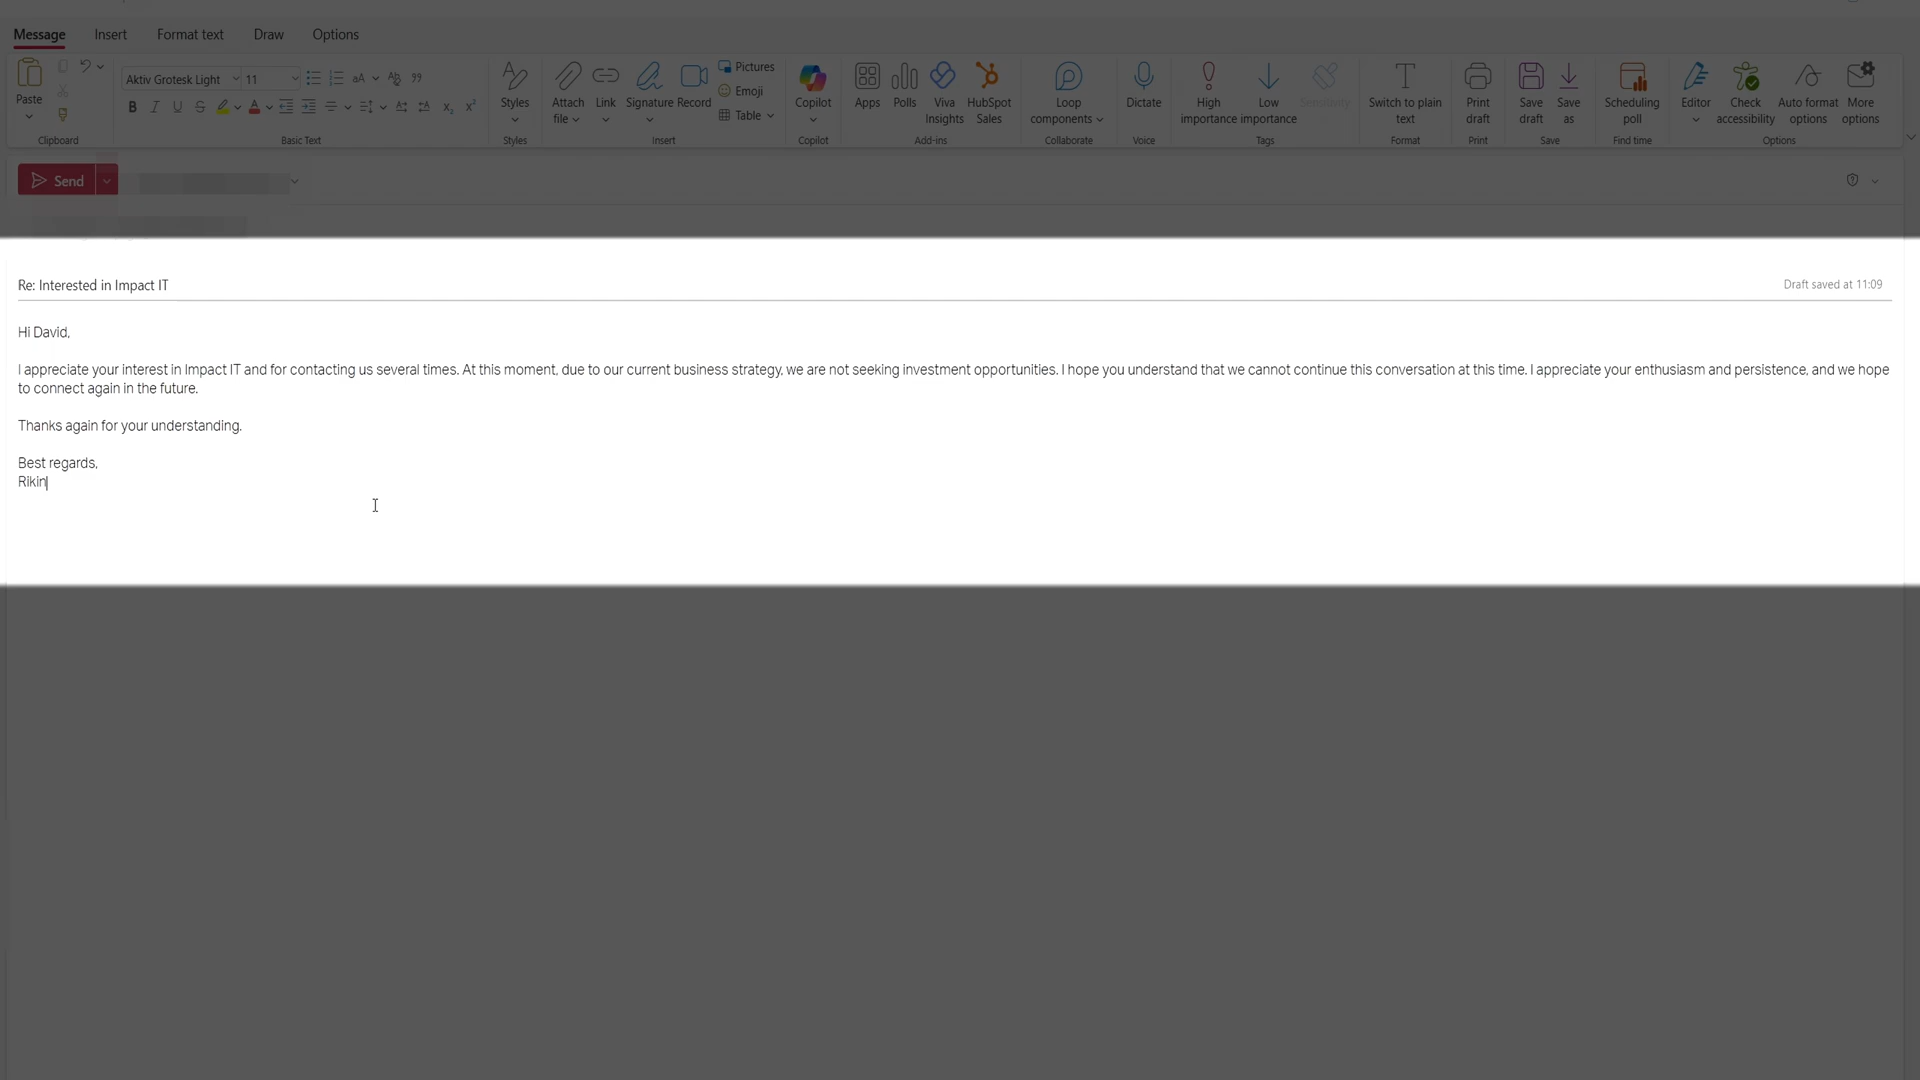 Message Insert Format text Draw Options
Paste
Clipboard
Aktiv Grotesk Light 11
Basic Text
Styles
Styles
Attach file
Link
Signature
Record
Pictures
Emoji
Table
Insert
Copilot
Copilot
Apps
Polls
Viva Insights
HubSpot Sales
Add-ins
Loop components
Collaborate
Dictate
Voice
High importance
Low importance
Sensitivity
Tags
Switch to plain text
Format
Print draft
Print
Save draft
Save as
Save
Scheduling poll
Find time
Editor
Check accessibility
Auto format options
More options
Options
Send
Re: Interested in Impact IT
Draft saved at 11:09
Hi David,
I appreciate your interest in Impact IT and for contacting us several times. At this moment, due to our current business strategy, we are not seeking investment opportunities. I hope you understand that we cannot continue this conversation at this time. I appreciate your enthusiasm and persistence, and we hope
to connect again in the future.
Thanks again for your understanding.
Best regards,
Rikin